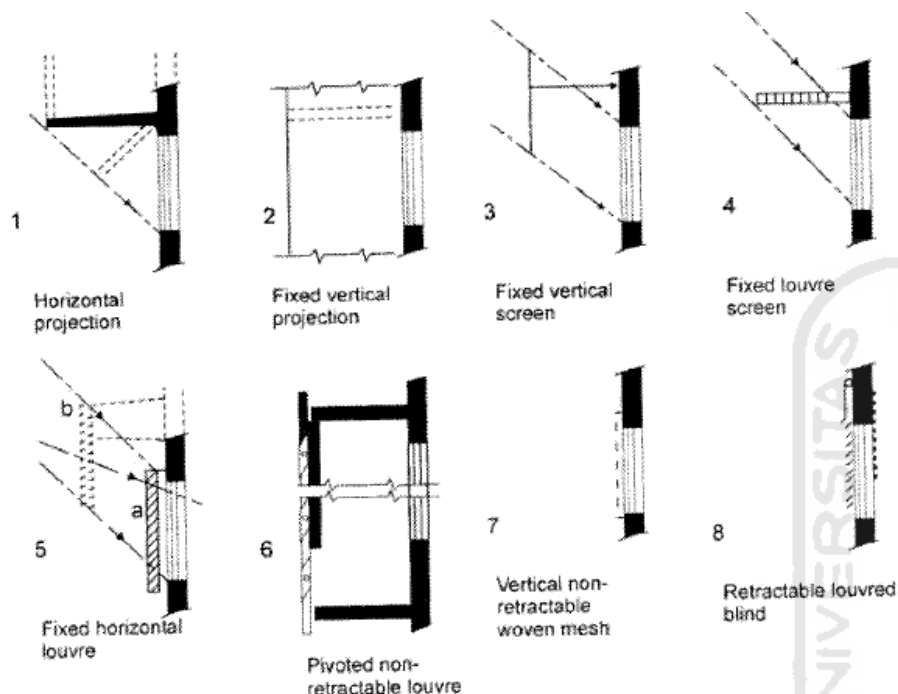 1
Horizontal
projection
2
Fixed vertical
projection
3
Fixed vertical
screen
4
Fixed louvre
screen
b
a
5
Fixed horizontal
louvre
6
Pivoted non-
retractable louvre
7
Vertical non-
retractable
woven mesh
8
Retractable louvred
blind
NIVERSITAS